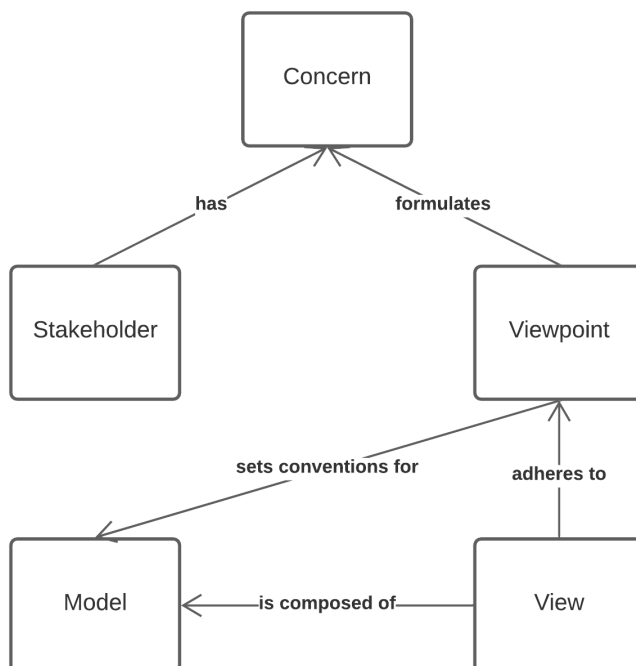 Concern
has
formulates
Stakeholder
Viewpoint
sets conventions for
adheres to
Model
is composed of
View